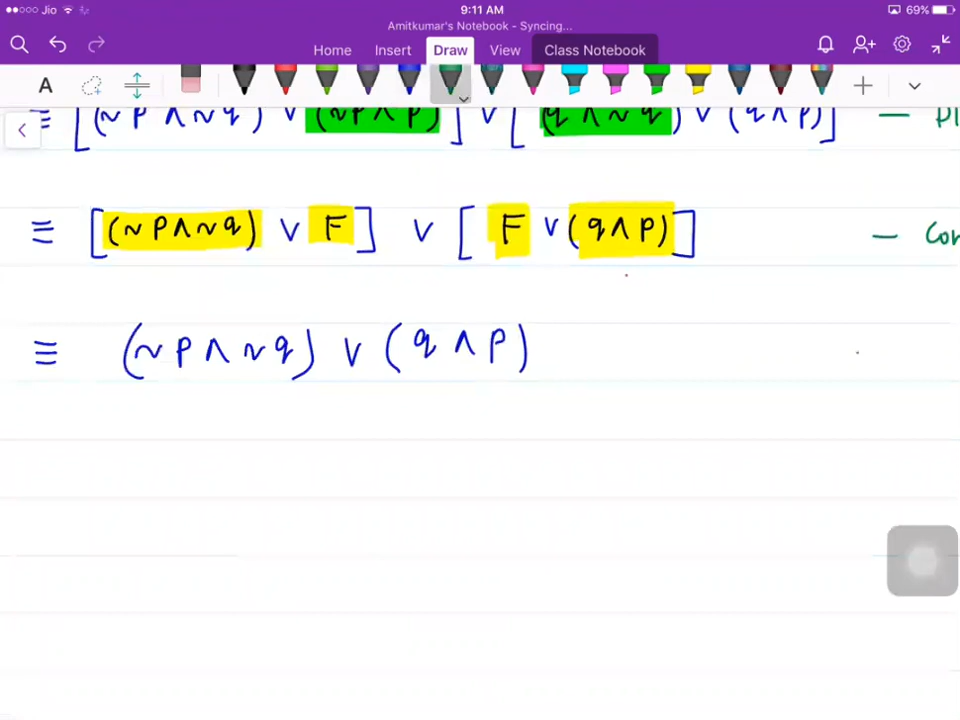 Jio 9:11 AM 69%
Amitkumar's Notebook - Syncing...
Home Insert Draw View Class Notebook
A
≡ [(~p∧~q) ∨ (~p∧p)] ∨ [(q∧~q) ∨ (q∧p)] —
≡ [(~p∧~q) ∨ F] ∨ [F ∨ (q∧p)] —
≡ (~p∧~q) ∨ (q∧p)